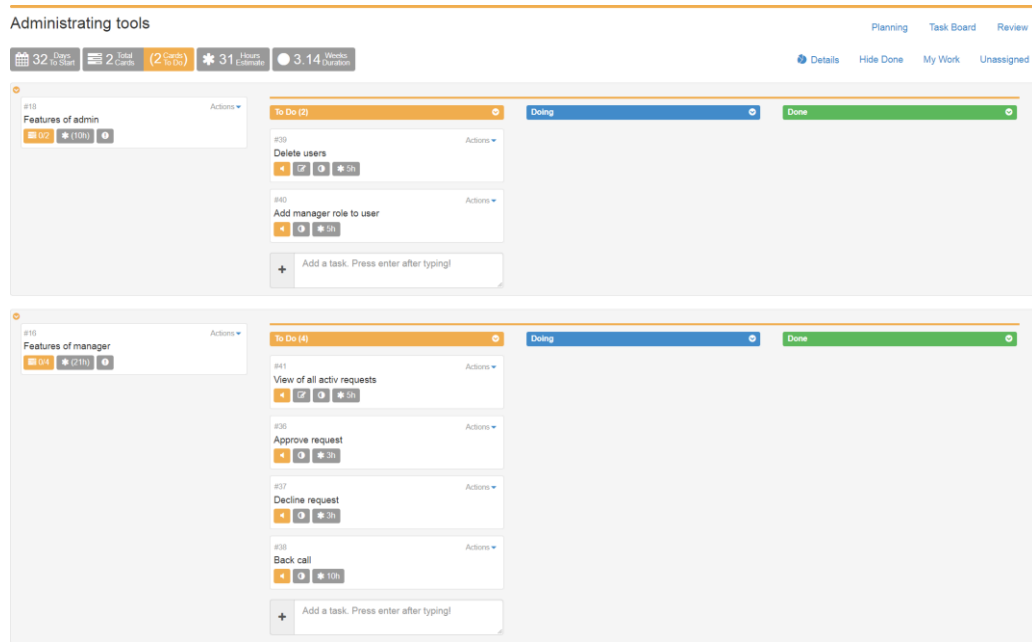 Administrating tools
Planning Task Board Review
32 Days To Start 2 Total Cards (2 Cards To Do) 31 Hours Estimate 3.14 Weeks Duration
Details Hide Done My Work Unassigned
#18 Actions
Features of admin
0/2 (10h)
To Do (2) Doing Done
#39 Actions
Delete users
5h
#40 Actions
Add manager role to user
5h
+ Add a task. Press enter after typing!
#16 Actions
Features of manager
0/4 (21h)
To Do (4) Doing Done
#41 Actions
View of all activ requests
5h
#36 Actions
Approve request
3h
#37 Actions
Decline request
3h
#38 Actions
Back call
10h
+ Add a task. Press enter after typing!